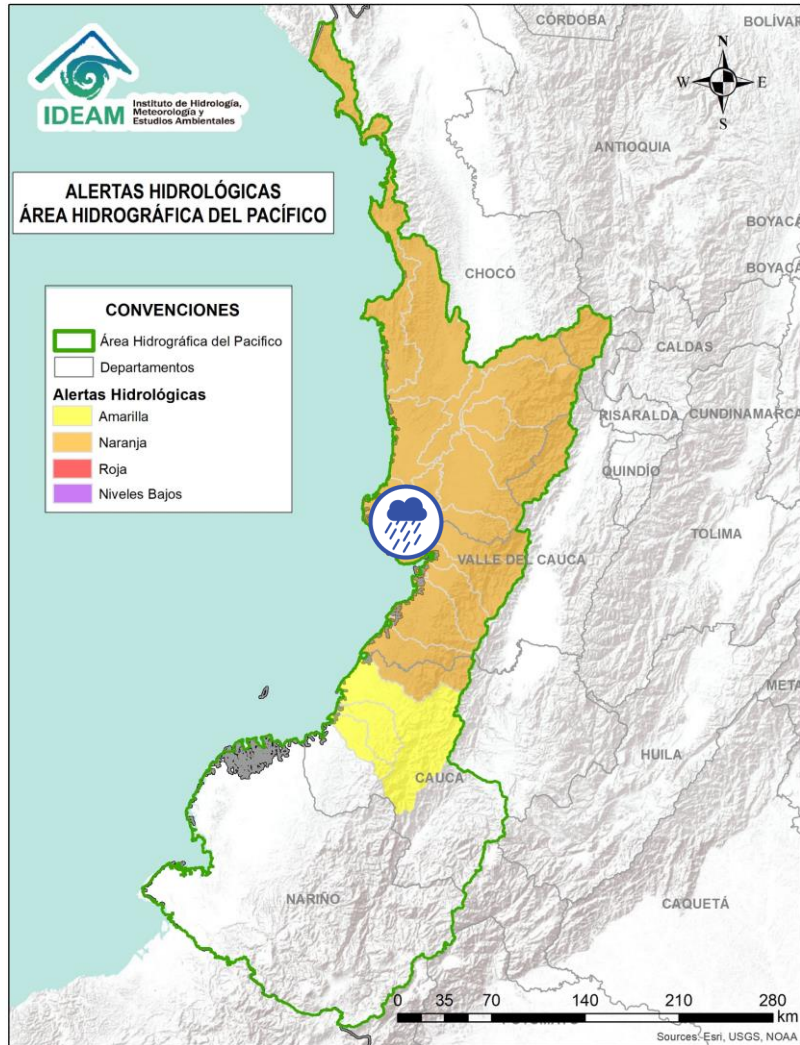 CÓRDOBA
BOLÍVAR
N
W
E
S
IDEAM
Instituto de Hidrología,
Meteorología y
Estudios Ambientales
ANTIOQUIA
ALERTAS HIDROLÓGICAS
ÁREA HIDROGRÁFICA DEL PACÍFICO
BOYACÁ
BOYACÁ
CHOCÓ
CONVENCIONES
Área Hidrográfica del Pacifico
Departamentos
Alertas Hidrológicas
Amarilla
Naranja
Roja
Niveles Bajos
CALDAS
RISARALDA
CUNDINAMARCA
QUINDÍO
TOLIMA
VALLE DEL CAUCA
META
HUILA
CAUCA
NARIÑO
CAQUETÁ
0 35 70 140 210 280
km
Sources: Esri, USGS, NOAA